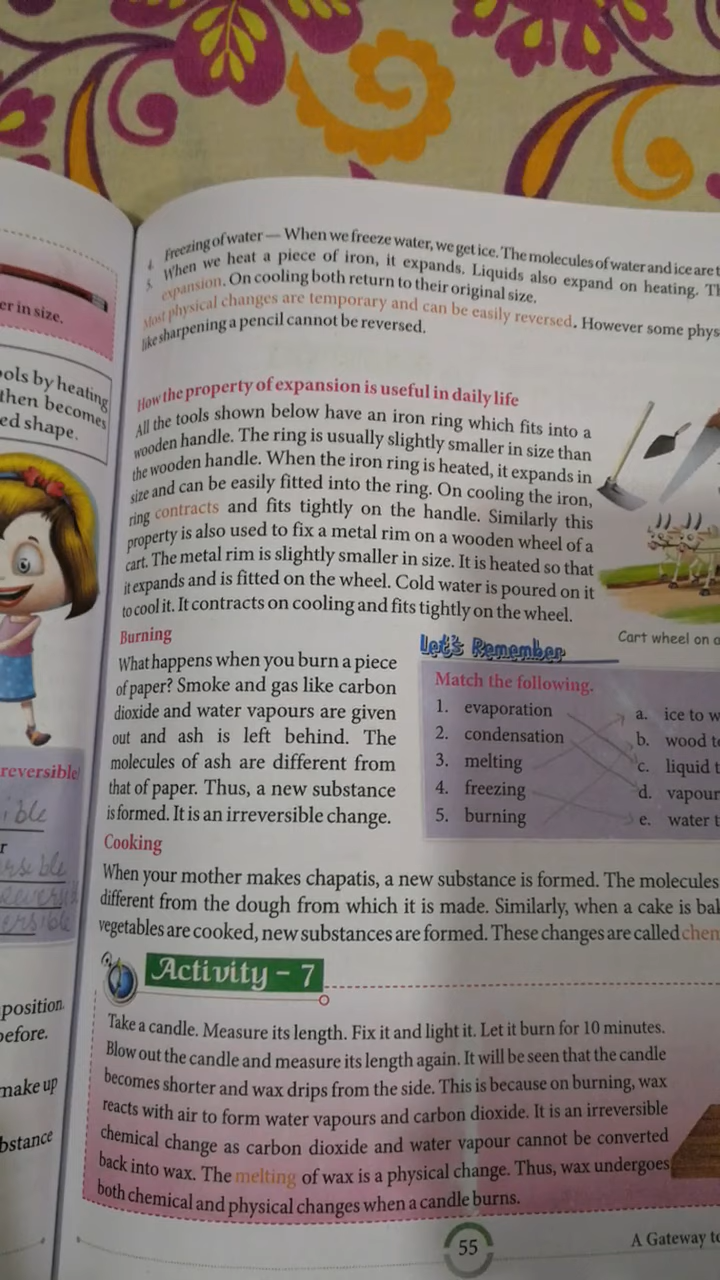 er in size.
ools by heating
then becomes
ed shape.
reversible!
ible
r
ersible
ersible
position.
before.
make up
bstance
4. Freezing of water — When we freeze water, we get ice. The molecules of water and ice are t
5. When we heat a piece of iron, it expands. Liquids also expand on heating. Th
expansion. On cooling both return to their original size.
Most physical changes are temporary and can be easily reversed. However some phys
like sharpening a pencil cannot be reversed.
How the property of expansion is useful in daily life
All the tools shown below have an iron ring which fits into a
wooden handle. The ring is usually slightly smaller in size than
the wooden handle. When the iron ring is heated, it expands in
size and can be easily fitted into the ring. On cooling the iron,
ring contracts and fits tightly on the handle. Similarly this
property is also used to fix a metal rim on a wooden wheel of a
cart. The metal rim is slightly smaller in size. It is heated so that
it expands and is fitted on the wheel. Cold water is poured on it
to cool it. It contracts on cooling and fits tightly on the wheel.
Cart wheel on a
Burning
What happens when you burn a piece
of paper? Smoke and gas like carbon
dioxide and water vapours are given
out and ash is left behind. The
molecules of ash are different from
that of paper. Thus, a new substance
is formed. It is an irreversible change.
Let's Remember
Match the following.
1. evaporation a. ice to w
2. condensation b. wood t
3. melting c. liquid t
4. freezing d. vapour
5. burning e. water t
Cooking
When your mother makes chapatis, a new substance is formed. The molecules
different from the dough from which it is made. Similarly, when a cake is bak
vegetables are cooked, new substances are formed. These changes are called chem
Activity - 7
Take a candle. Measure its length. Fix it and light it. Let it burn for 10 minutes.
Blow out the candle and measure its length again. It will be seen that the candle
becomes shorter and wax drips from the side. This is because on burning, wax
reacts with air to form water vapours and carbon dioxide. It is an irreversible
chemical change as carbon dioxide and water vapour cannot be converted
back into wax. The melting of wax is a physical change. Thus, wax undergoes
both chemical and physical changes when a candle burns.
55
A Gateway to